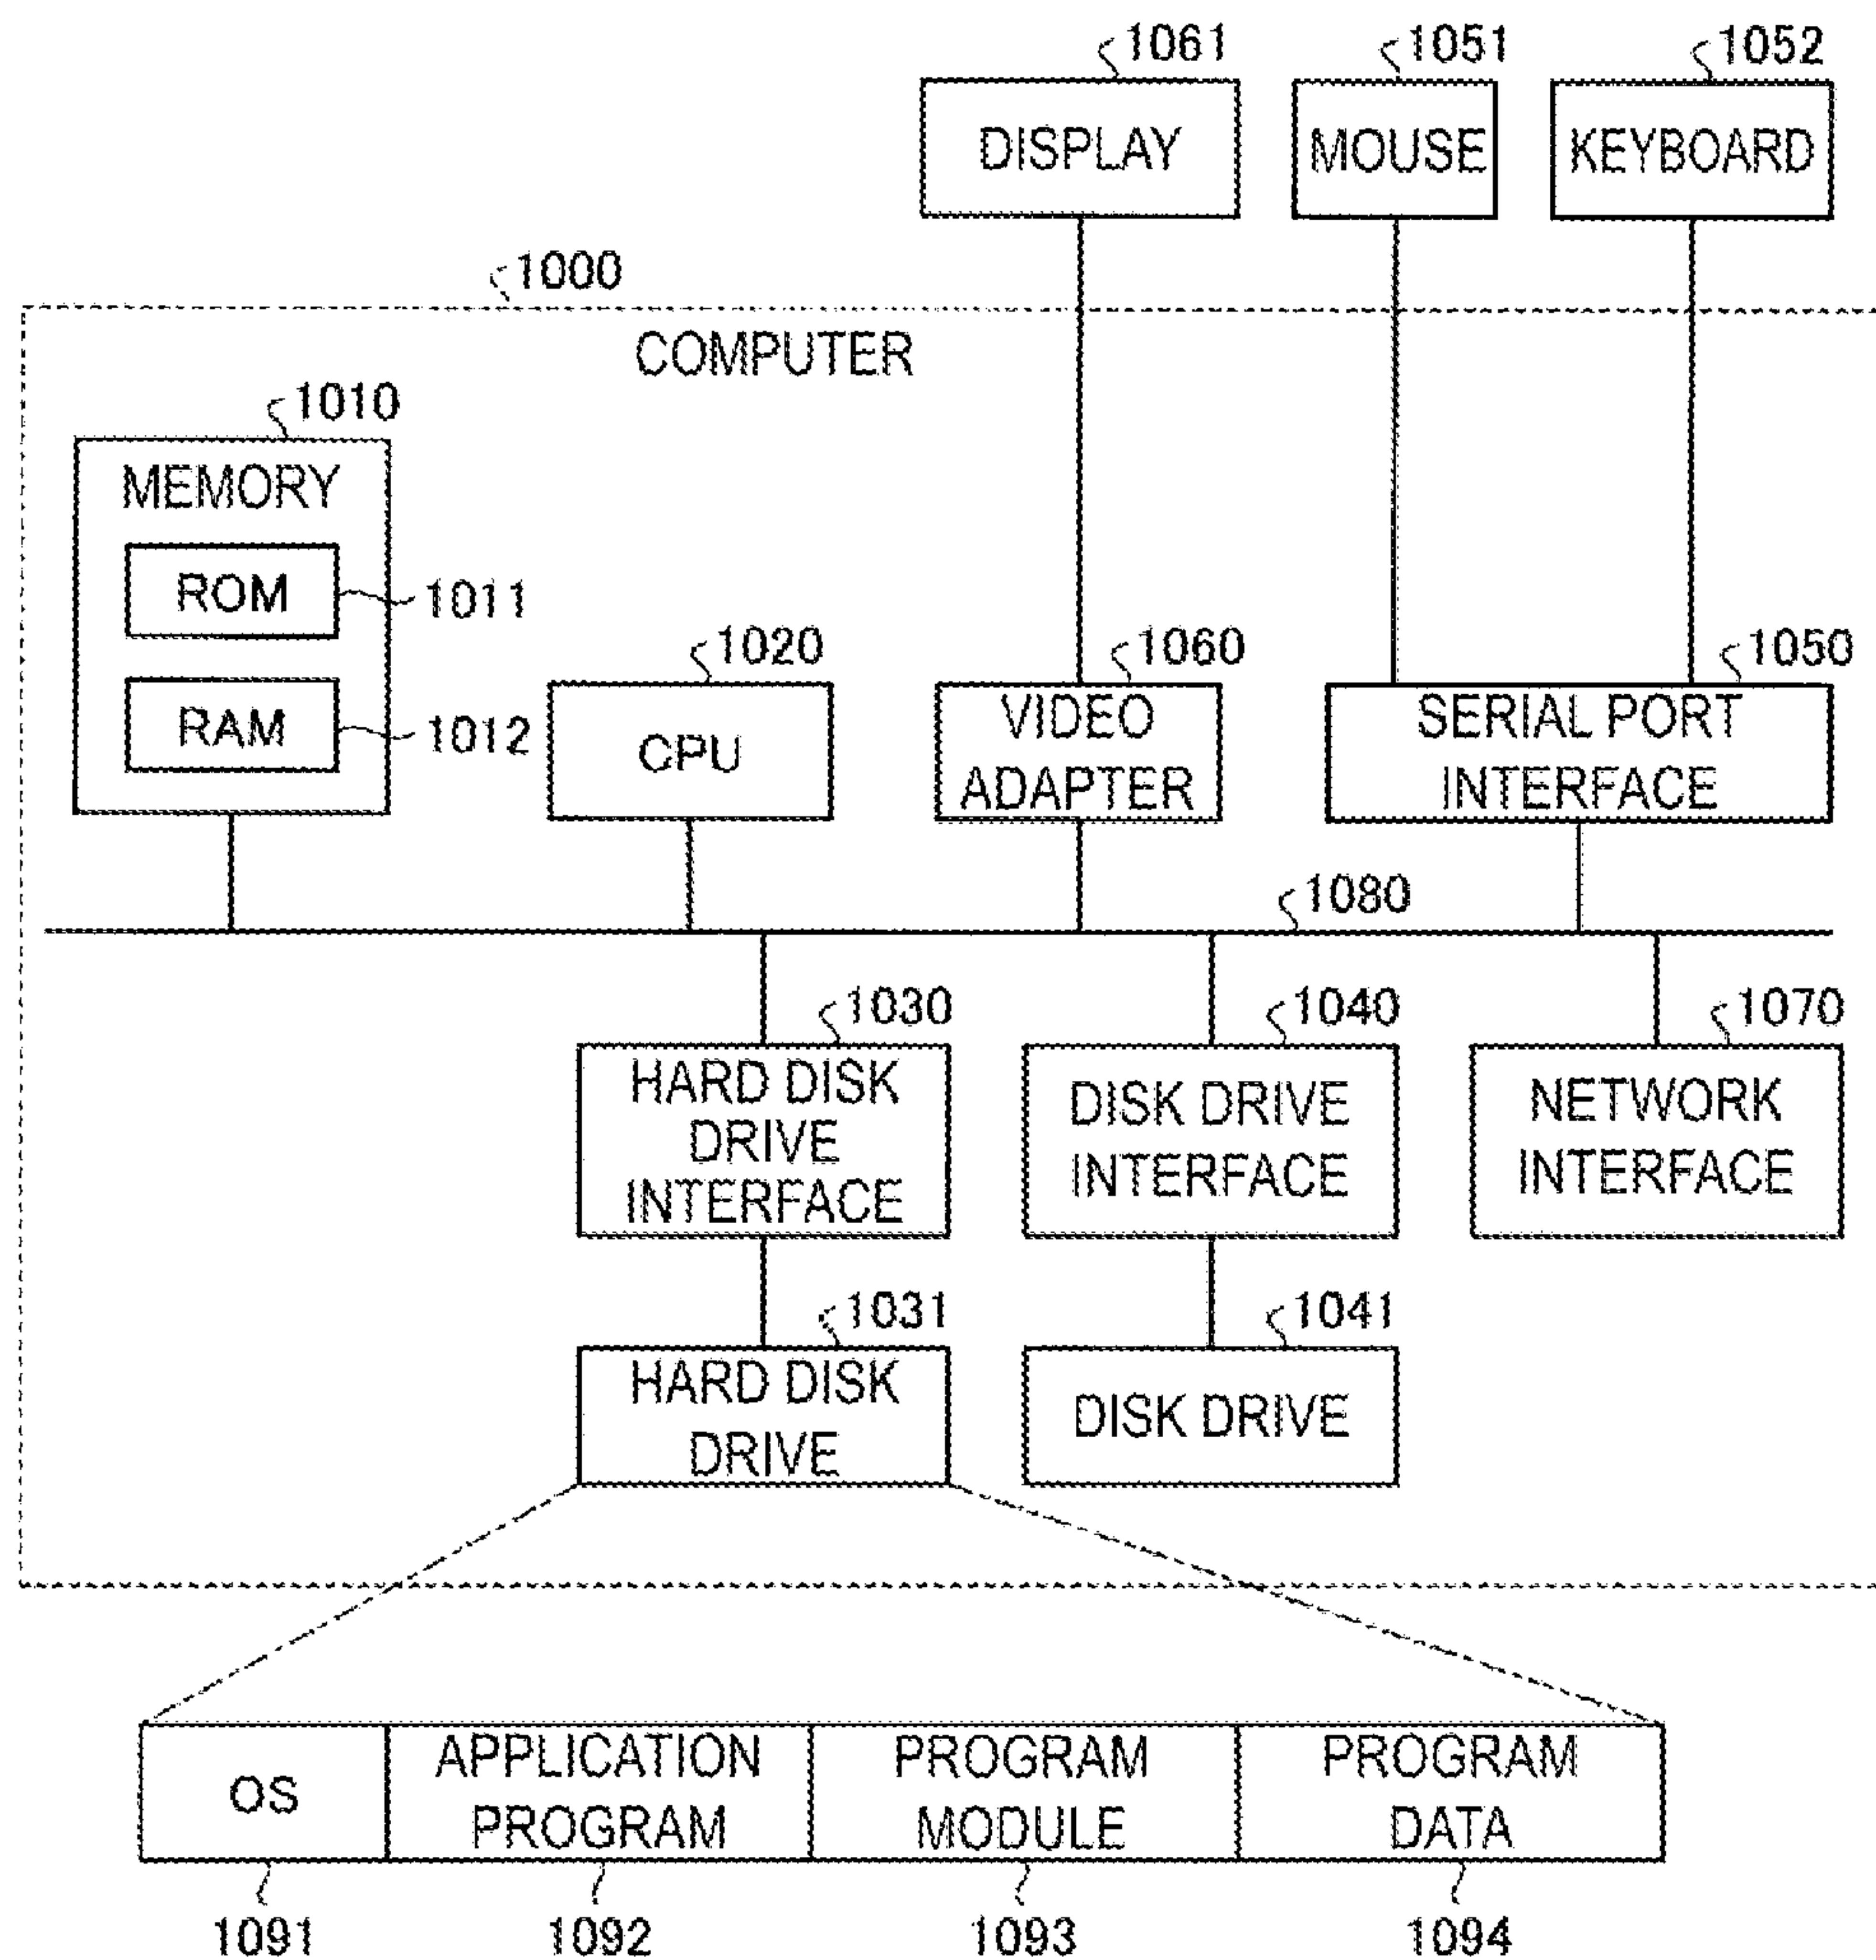 1061
1051
1052
DISPLAY
MOUSE
KEYBOARD
1000
COMPUTER
1010
MEMORY
ROM
1011
RAM
1012
1020
CPU
1060
VIDEO
ADAPTER
1050
SERIAL PORT
INTERFACE
1080
1030
HARD DISK
DRIVE
INTERFACE
1040
DISK DRIVE
INTERFACE
1070
NETWORK
INTERFACE
1031
HARD DISK
DRIVE
1041
DISK DRIVE
OS
APPLICATION
PROGRAM
PROGRAM
MODULE
PROGRAM
DATA
1091
1092
1093
1094